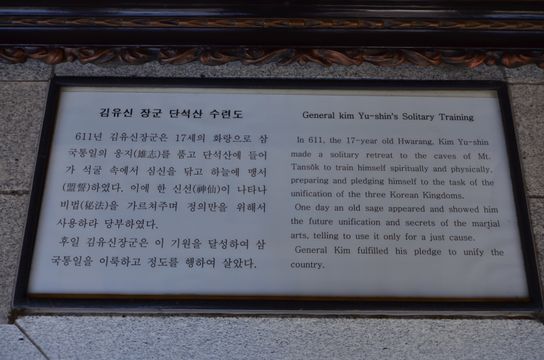 김유신 장군 단석산 수련도
611년 김유신장군은 17세의 화랑으로 삼
국통일의 웅지(雄志)를 품고 단석산에 들어
가 석굴 속에서 심신을 닦고 하늘에 맹서
(盟誓)하였다. 이에 한 신선(神仙)이 나타나
비법(秘法)을 가르쳐주며 정의만을 위해서
사용하라 당부하였다.
후일 김유신장군은 이 기원을 달성하여 삼
국통일을 이룩하고 정도를 행하여 살았다.
General kim Yu-shin's Solitary Training
In 611, the 17-year old Hwarang, Kim Yu-shin
made a solitary retreat to the caves of Mt.
Tansŏk to train himself spiritually and physically,
preparing and pledging himself to the task of the
unification of the three Korean Kingdoms.
One day an old sage appeared and showed him
the future unification and secrets of the martial
arts, telling to use it only for a just cause.
General Kim fulfilled his pledge to unify the
country.